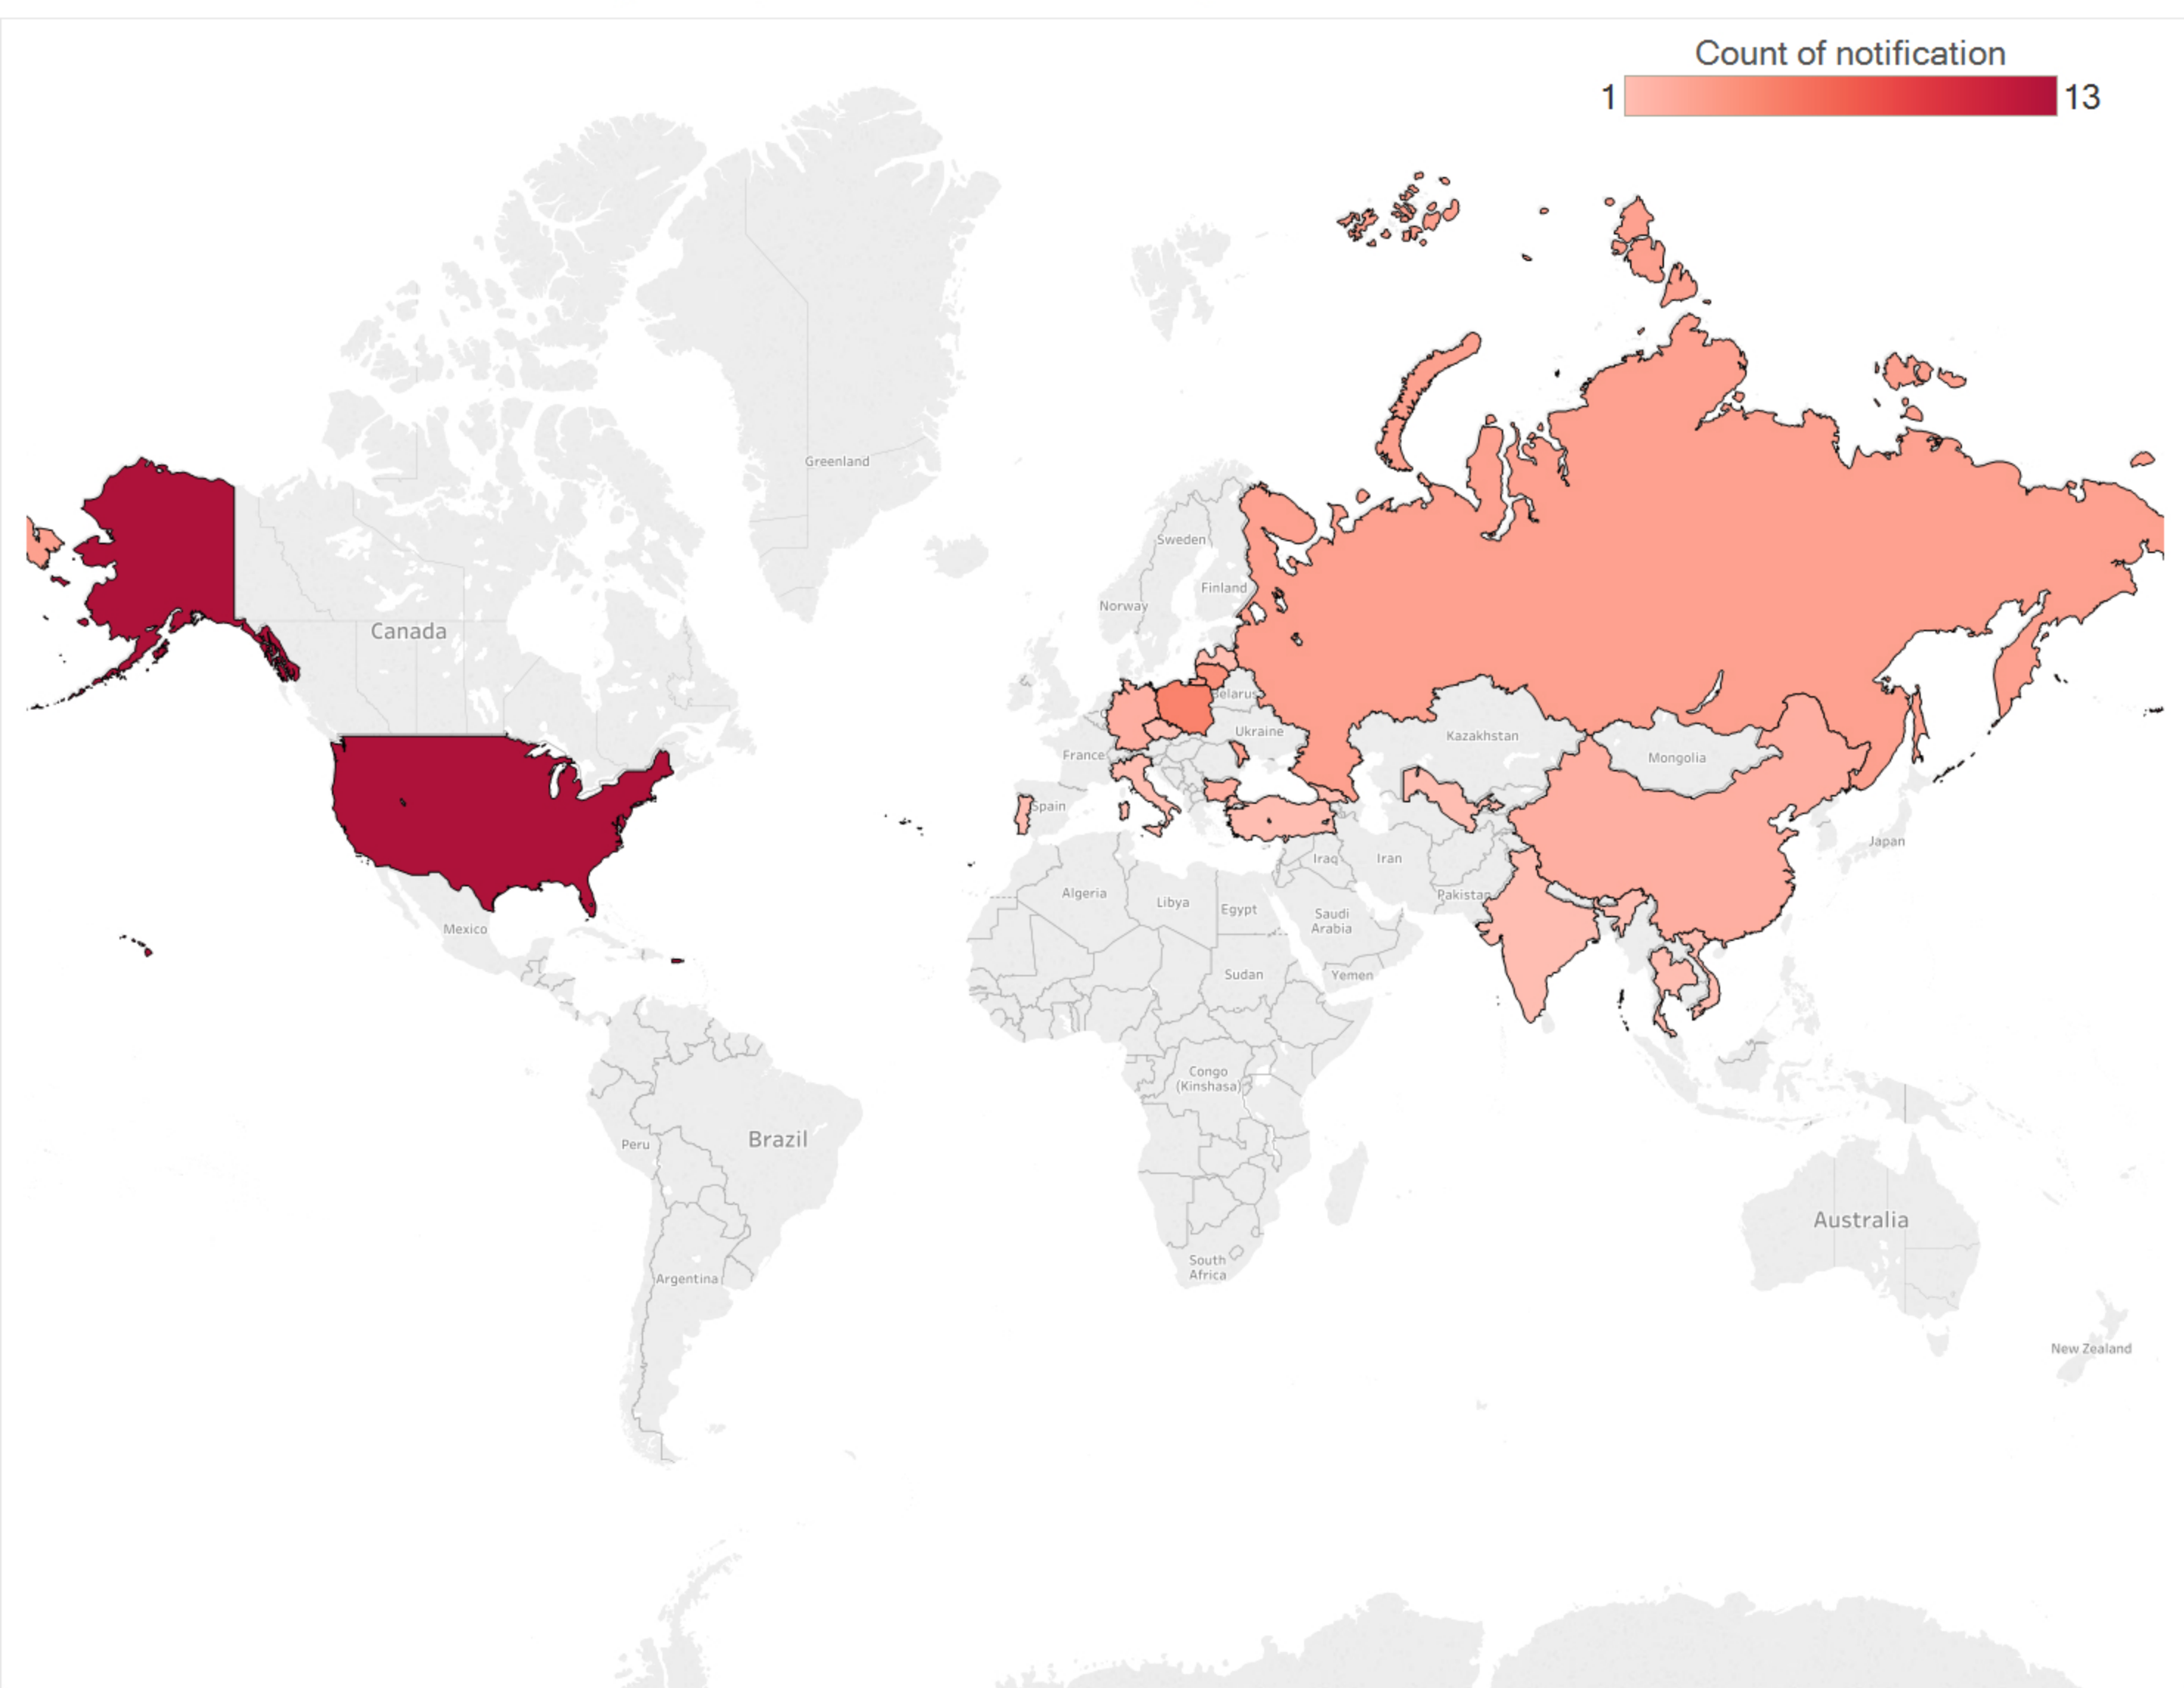 Count of notification
1
13
Greenland
Sweden
Finland
Norway
Canada
Belarus
Ukraine
France
Kazakhstan
Mongolia
Spain
Japan
Iraq
Iran
Algeria
Pakistan
Libya
Egypt
Saudi
Arabia
Mexico
Sudan
Yemen
Congo
(Kinshasa)
Brazil
Peru
Australia
South
Africa
Argentina
New Zealand